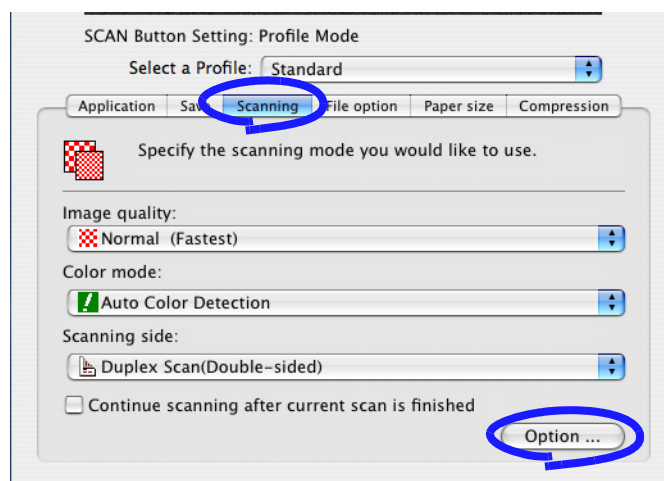 SCAN Button Setting: Profile Mode
Select a Profile: Standard
Application Save Scanning File option Paper size Compression
Specify the scanning mode you would like to use.
Image quality:
Normal (Fastest)
Color mode:
Auto Color Detection
Scanning side:
Duplex Scan(Double-sided)
Continue scanning after current scan is finished
Option ...